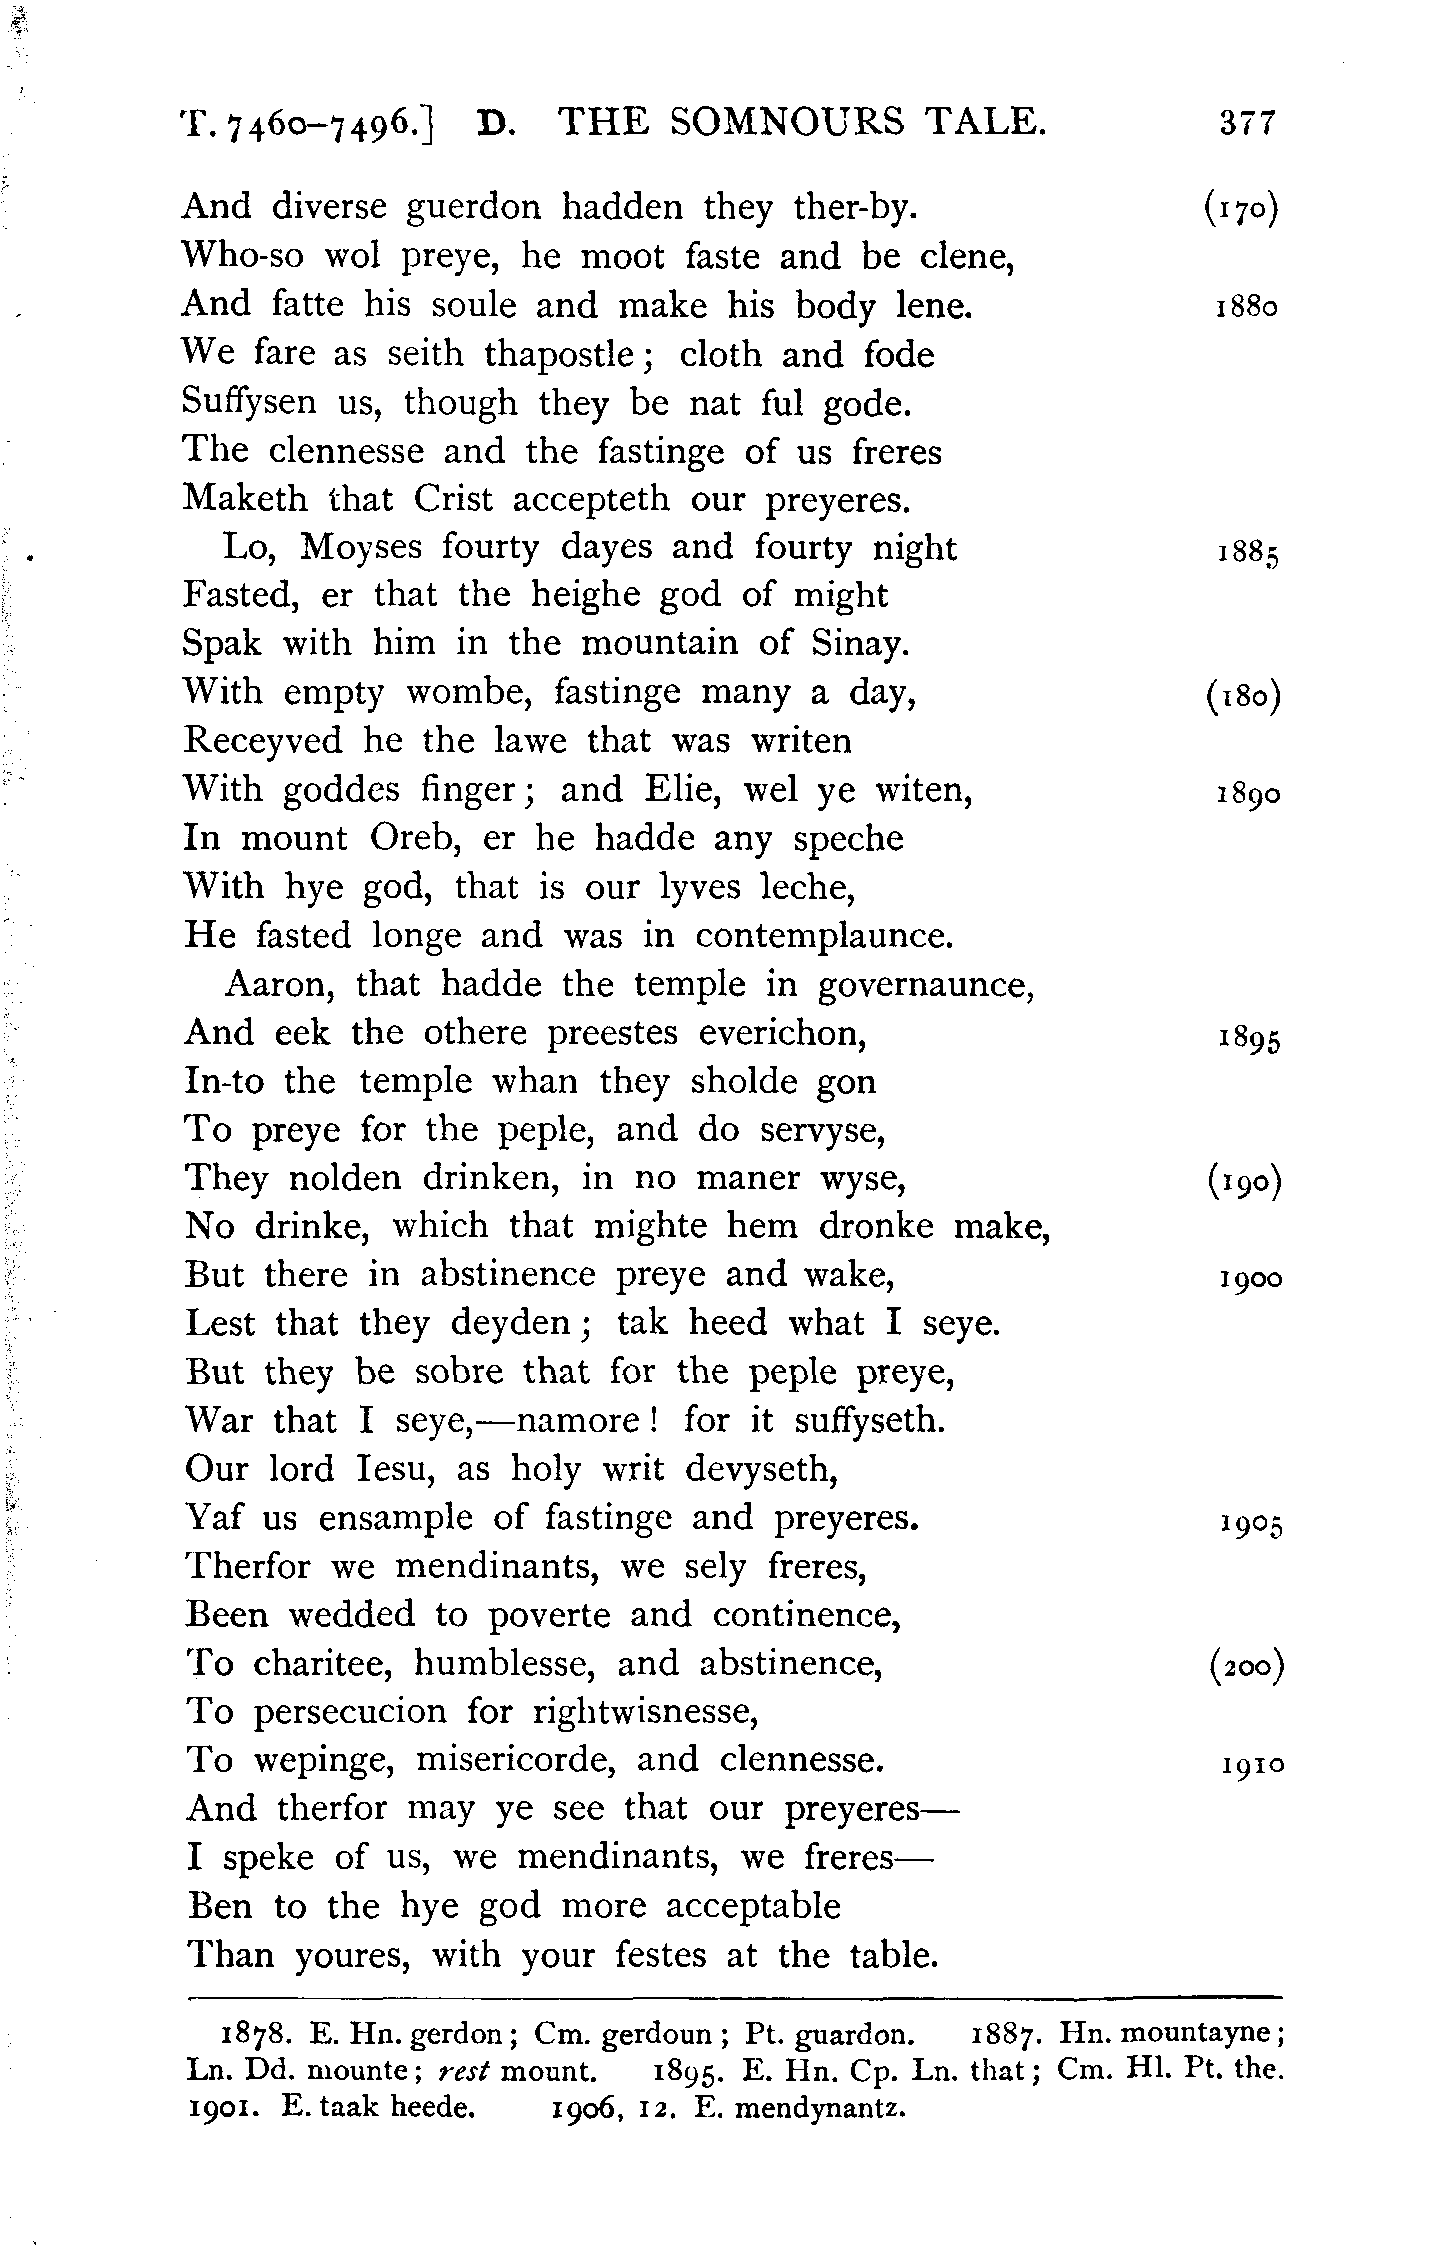 T. 7460–7496.] D. THE SOMNOURS TALE. 377
And diverse guerdon hadden they ther-by. (170)
Who-so wol preye, he moot faste and be clene,
And fatte his soule and make his body lene. 1880
We fare as seith thapostle; cloth and fode
Suffysen us, though they be nat ful gode.
The clennesse and the fastinge of us freres
Maketh that Crist accepteth our preyeres.
Lo, Moyses fourty dayes and fourty night 1885
Fasted, er that the heighe god of might
Spak with him in the mountain of Sinay.
With empty wombe, fastinge many a day, (180)
Receyved he the lawe that was writen
With goddes finger; and Elie, wel ye witen, 1890
In mount Oreb, er he hadde any speche
With hye god, that is our lyves leche,
He fasted longe and was in contemplaunce.
Aaron, that hadde the temple in governaunce,
And eek the othere preestes everichon, 1895
In-to the temple whan they sholde gon
To preye for the peple, and do servyse,
They nolden drinken, in no maner wyse, (190)
No drinke, which that mighte hem dronke make,
But there in abstinence preye and wake, 1900
Lest that they deyden; tak heed what I seye.
But they be sobre that for the peple preye,
War that I seye,—namore! for it suffyseth.
Our lord Iesu, as holy writ devyseth,
Yaf us ensample of fastinge and preyeres. 1905
Therfor we mendinants, we sely freres,
Been wedded to poverte and continence,
To charitee, humblesse, and abstinence, (200)
To persecucion for rightwisnesse,
To wepinge, misericorde, and clennesse. 1910
And therfor may ye see that our preyeres—
I speke of us, we mendinants, we freres—
Ben to the hye god more acceptable
Than youres, with your festes at the table.
1878. E. Hn. gerdon; Cm. gerdoun; Pt. guardon. 1887. Hn. mountayne;
Ln. Dd. mounte; rest mount. 1895. E. Hn. Cp. Ln. that; Cm. Hl. Pt. the.
1901. E. taak heede. 1906, 12. E. mendynantz.